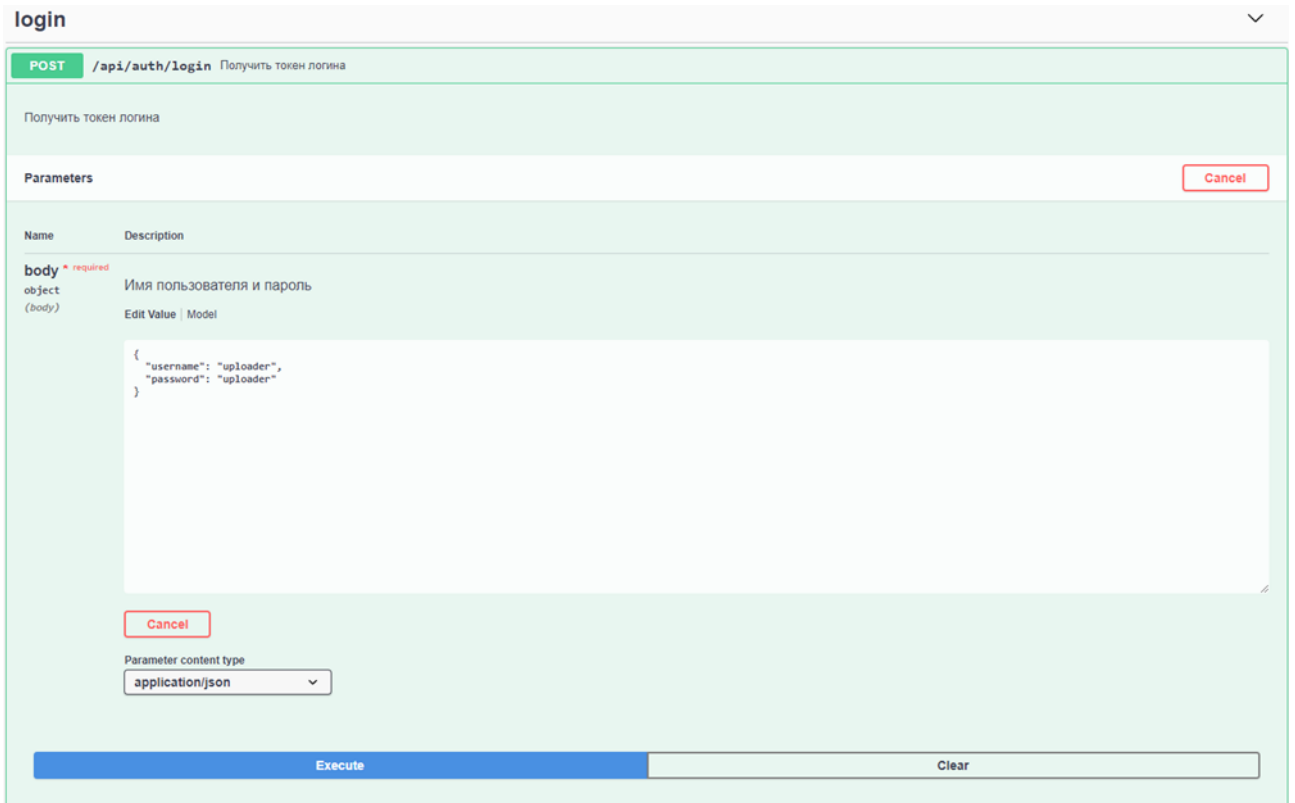 login
POST /api/auth/login Получить токен логина
Получить токен логина
Parameters Cancel
Name Description
body * required
object
(body)
Имя пользователя и пароль
Edit Value | Model
{
"username": "uploader",
"password": "uploader"
}
Cancel
Parameter content type
application/json
Execute Clear